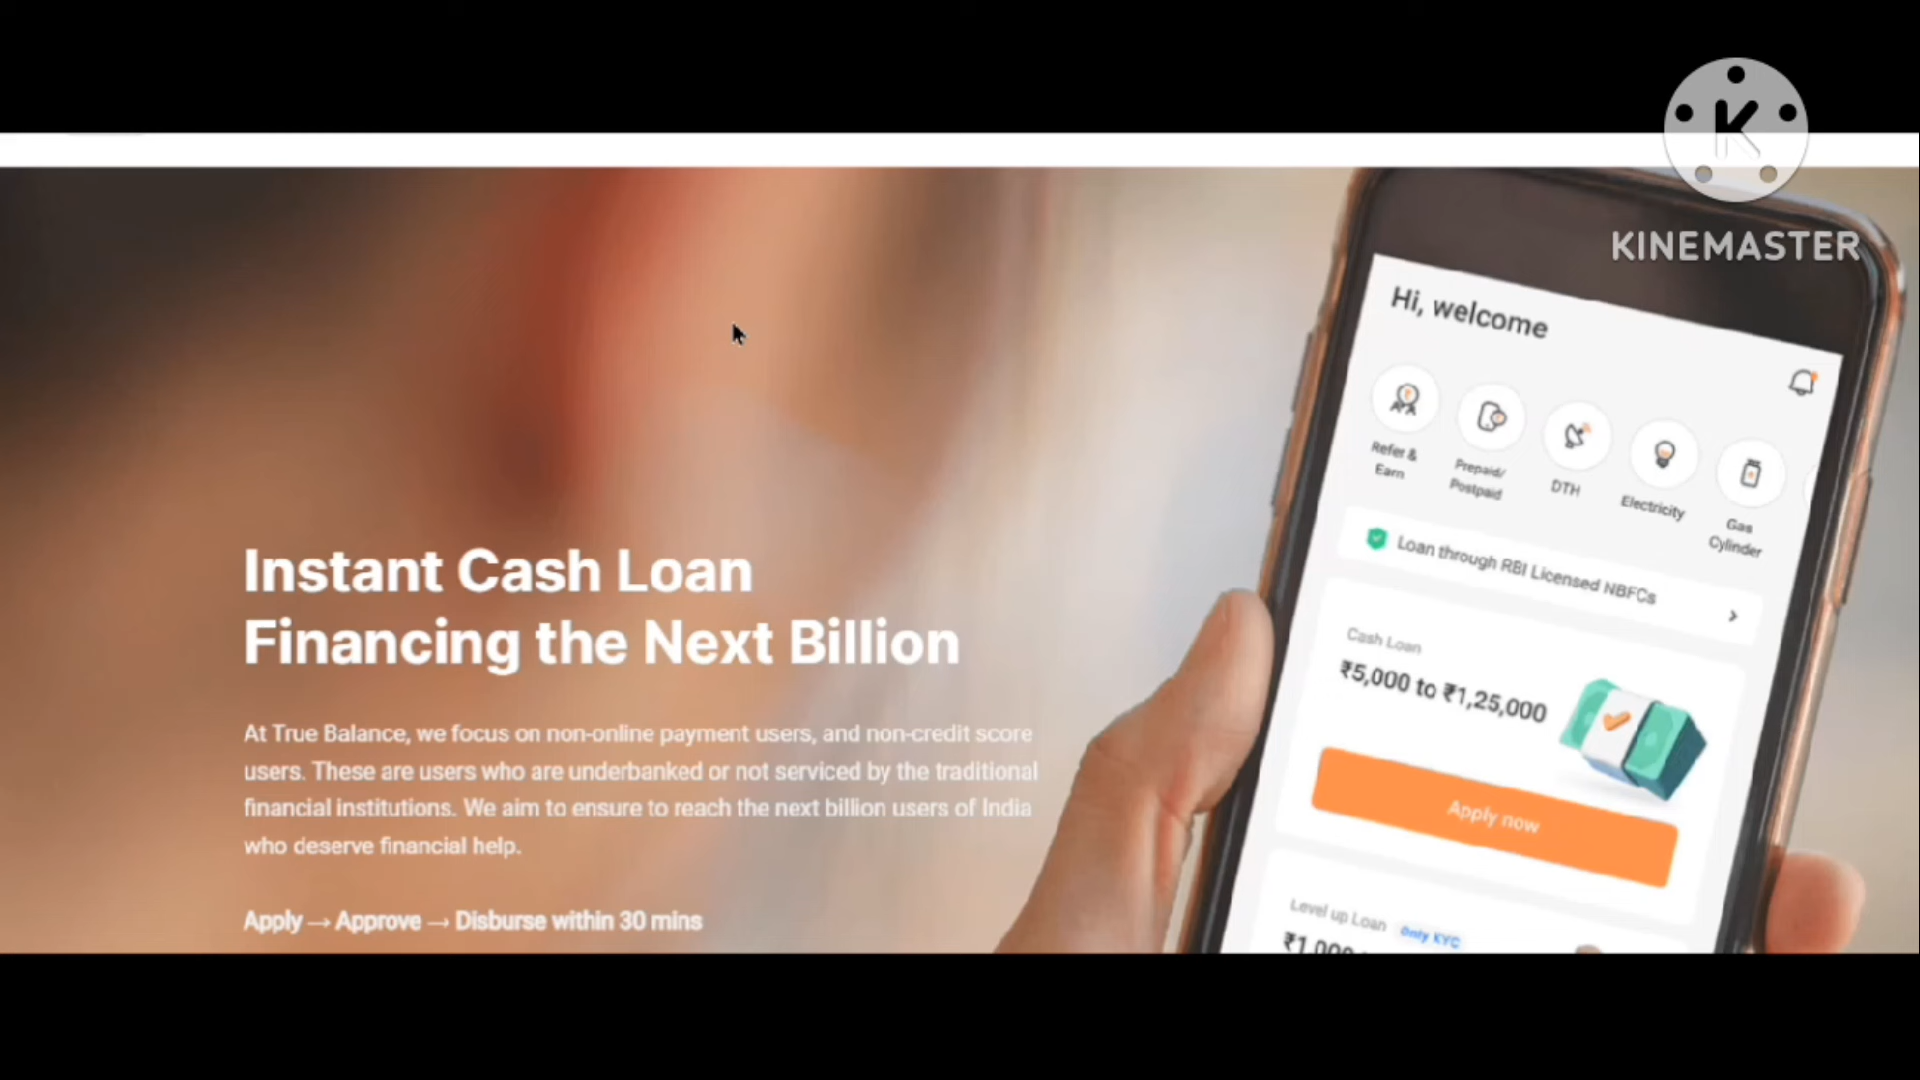 K
KINEMASTER
Hi, welcome
Refer &
Earn
Prepaid/
Postpaid
DTH
Electricity
Gas
Cylinder
Loan through RBI Licensed NBFCs
Cash Loan
₹5,000 to ₹1,25,000
Apply now
Level up Loan Only KYC
₹1,000
Instant Cash Loan
Financing the Next Billion
At True Balance, we focus on non-online payment users, and non-credit score
users. These are users who are underbanked or not serviced by the traditional
financial institutions. We aim to ensure to reach the next billion users of India
who deserve financial help.
Apply → Approve → Disburse within 30 mins